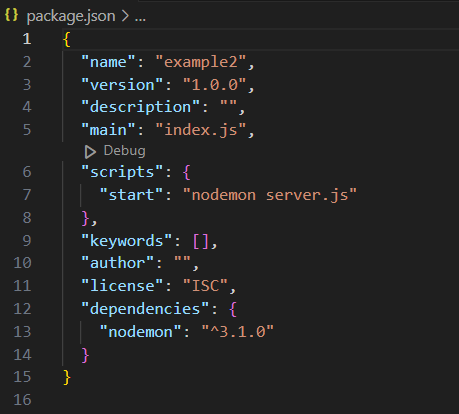 package.json > ...
1 {
2 "name": "example2",
3 "version": "1.0.0",
4 "description": "",
5 "main": "index.js",
Debug
6 "scripts": {
7 "start": "nodemon server.js"
8 },
9 "keywords": [],
10 "author": "",
11 "license": "ISC",
12 "dependencies": {
13 "nodemon": "^3.1.0"
14 }
15 }
16